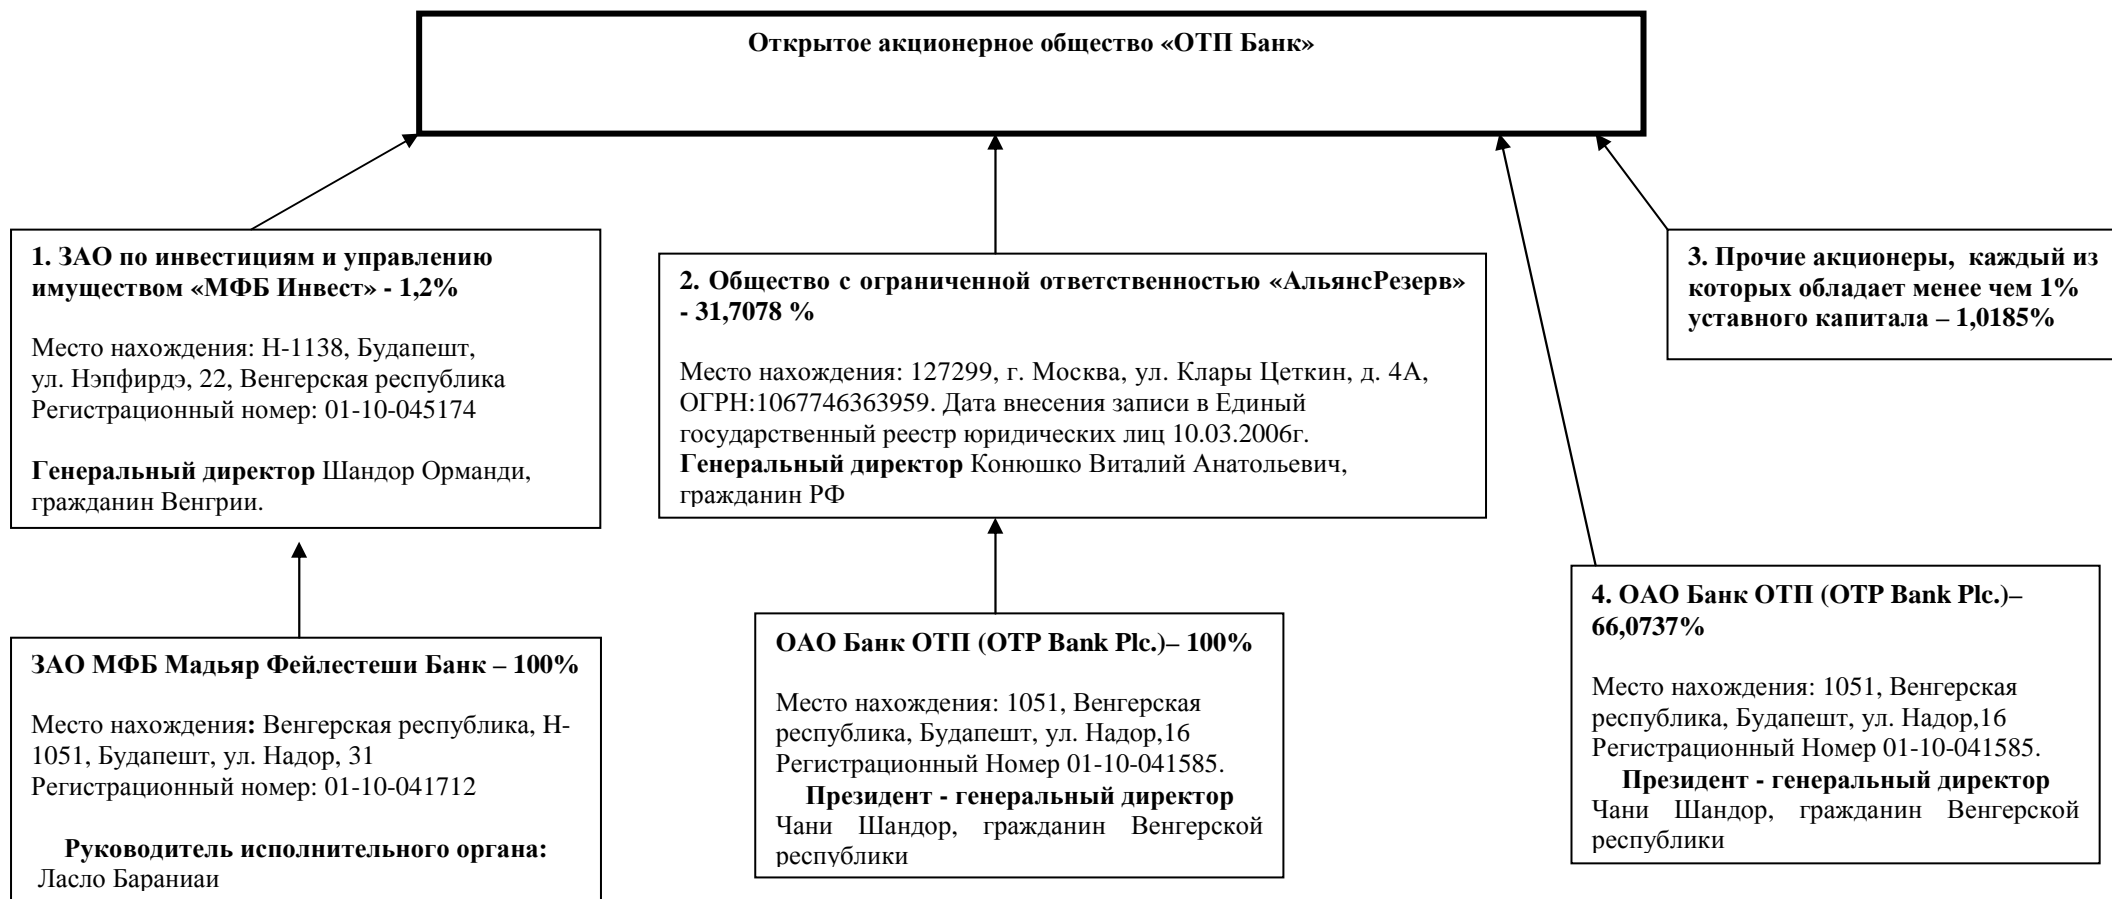 Открытое акционерное общество «ОТП Банк»
1. ЗАО по инвестициям и управлению
имуществом «МФБ Инвест» - 1,2%
Место нахождения: Н-1138, Будапешт,
ул. Нэпфирдэ, 22, Венгерская республика
Регистрационный номер: 01-10-045174
Генеральный директор Шандор Орманди,
гражданин Венгрии.
2. Общество с ограниченной ответственностью «АльянсРезерв»
- 31,7078 %
Место нахождения: 127299, г. Москва, ул. Клары Цеткин, д. 4А,
ОГРН:1067746363959. Дата внесения записи в Единый
государственный реестр юридических лиц 10.03.2006г.
Генеральный директор Конюшко Виталий Анатольевич,
гражданин РФ
3. Прочие акционеры, каждый из
которых обладает менее чем 1%
уставного капитала – 1,0185%
ЗАО МФБ Мадьяр Фейлестеши Банк – 100%
Место нахождения: Венгерская республика, Н-
1051, Будапешт, ул. Надор, 31
Регистрационный номер: 01-10-041712
Руководитель исполнительного органа:
Ласло Бараниаи
ОАО Банк ОТП (OTP Bank Plc.)– 100%
Место нахождения: 1051, Венгерская
республика, Будапешт, ул. Надор,16
Регистрационный Номер 01-10-041585.
Президент - генеральный директор
Чани Шандор, гражданин Венгерской
республики
4. ОАО Банк ОТП (OTP Bank Plc.)–
66,0737%
Место нахождения: 1051, Венгерская
республика, Будапешт, ул. Надор,16
Регистрационный Номер 01-10-041585.
Президент - генеральный директор
Чани Шандор, гражданин Венгерской
республики